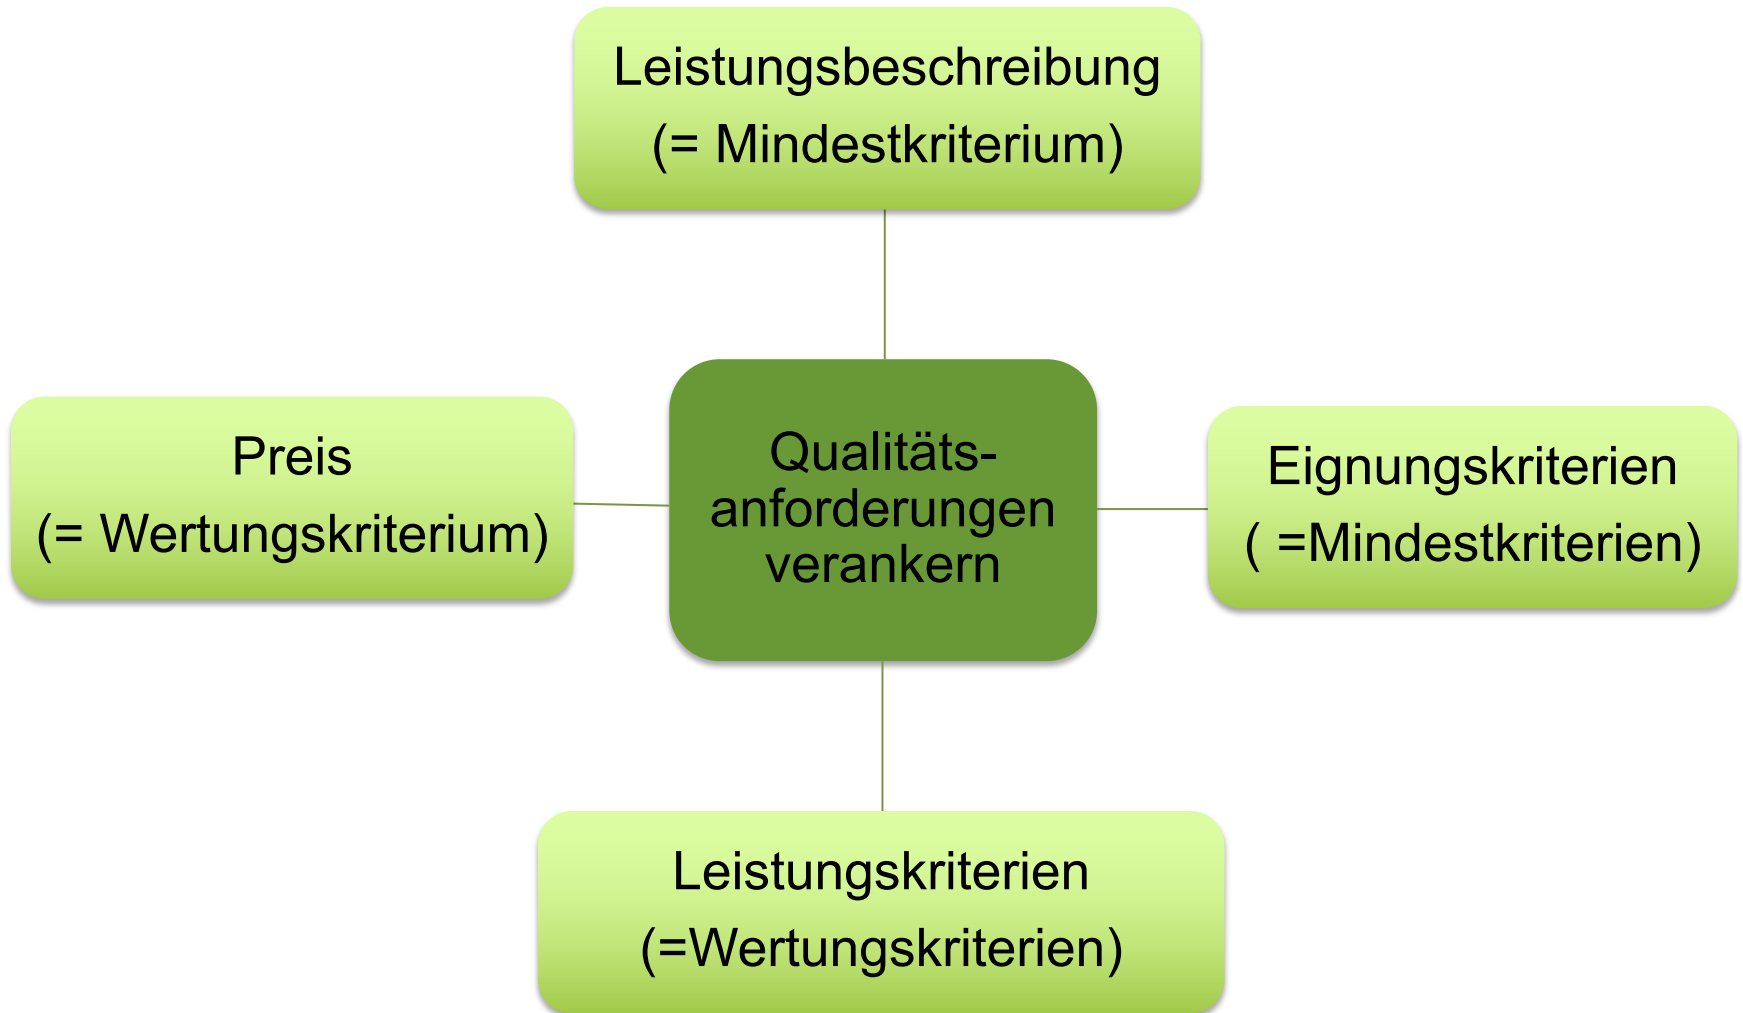 Leistungsbeschreibung
(= Mindestkriterium)
Preis
(= Wertungskriterium)
Qualitäts-
anforderungen
verankern
Eignungskriterien
( =Mindestkriterien)
Leistungskriterien
(=Wertungskriterien)